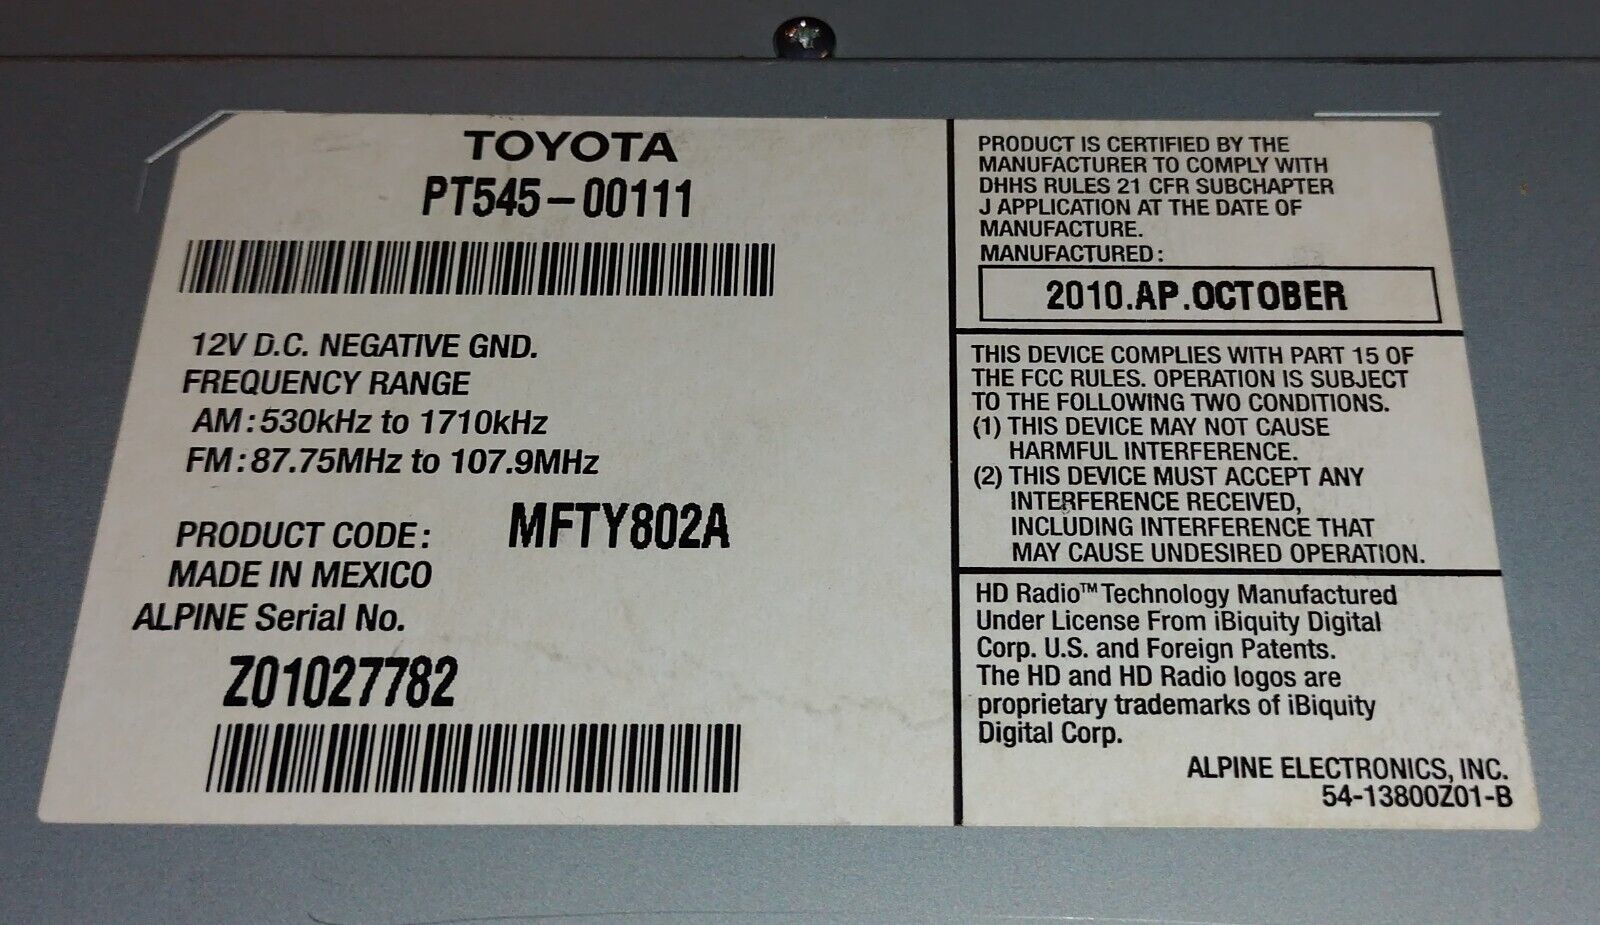 TOYOTA
PT545-00111
12V D.C. NEGATIVE GND.
FREQUENCY RANGE
AM: 530kHz to 1710kHz
FM: 87.75MHz to 107.9MHz
PRODUCT CODE: MFTY802A
MADE IN MEXICO
ALPINE Serial No.
Z01027782
PRODUCT IS CERTIFIED BY THE
MANUFACTURER TO COMPLY WITH
DHHS RULES 21 CFR SUBCHAPTER
J APPLICATION AT THE DATE OF
MANUFACTURE.
MANUFACTURED:
2010.AP.OCTOBER
THIS DEVICE COMPLIES WITH PART 15 OF
THE FCC RULES. OPERATION IS SUBJECT
TO THE FOLLOWING TWO CONDITIONS.
(1) THIS DEVICE MAY NOT CAUSE
HARMFUL INTERFERENCE.
(2) THIS DEVICE MUST ACCEPT ANY
INTERFERENCE RECEIVED,
INCLUDING INTERFERENCE THAT
MAY CAUSE UNDESIRED OPERATION.
HD Radio™ Technology Manufactured
Under License From iBiquity Digital
Corp. U.S. and Foreign Patents.
The HD and HD Radio logos are
proprietary trademarks of iBiquity
Digital Corp.
ALPINE ELECTRONICS, INC.
54-13800Z01-B